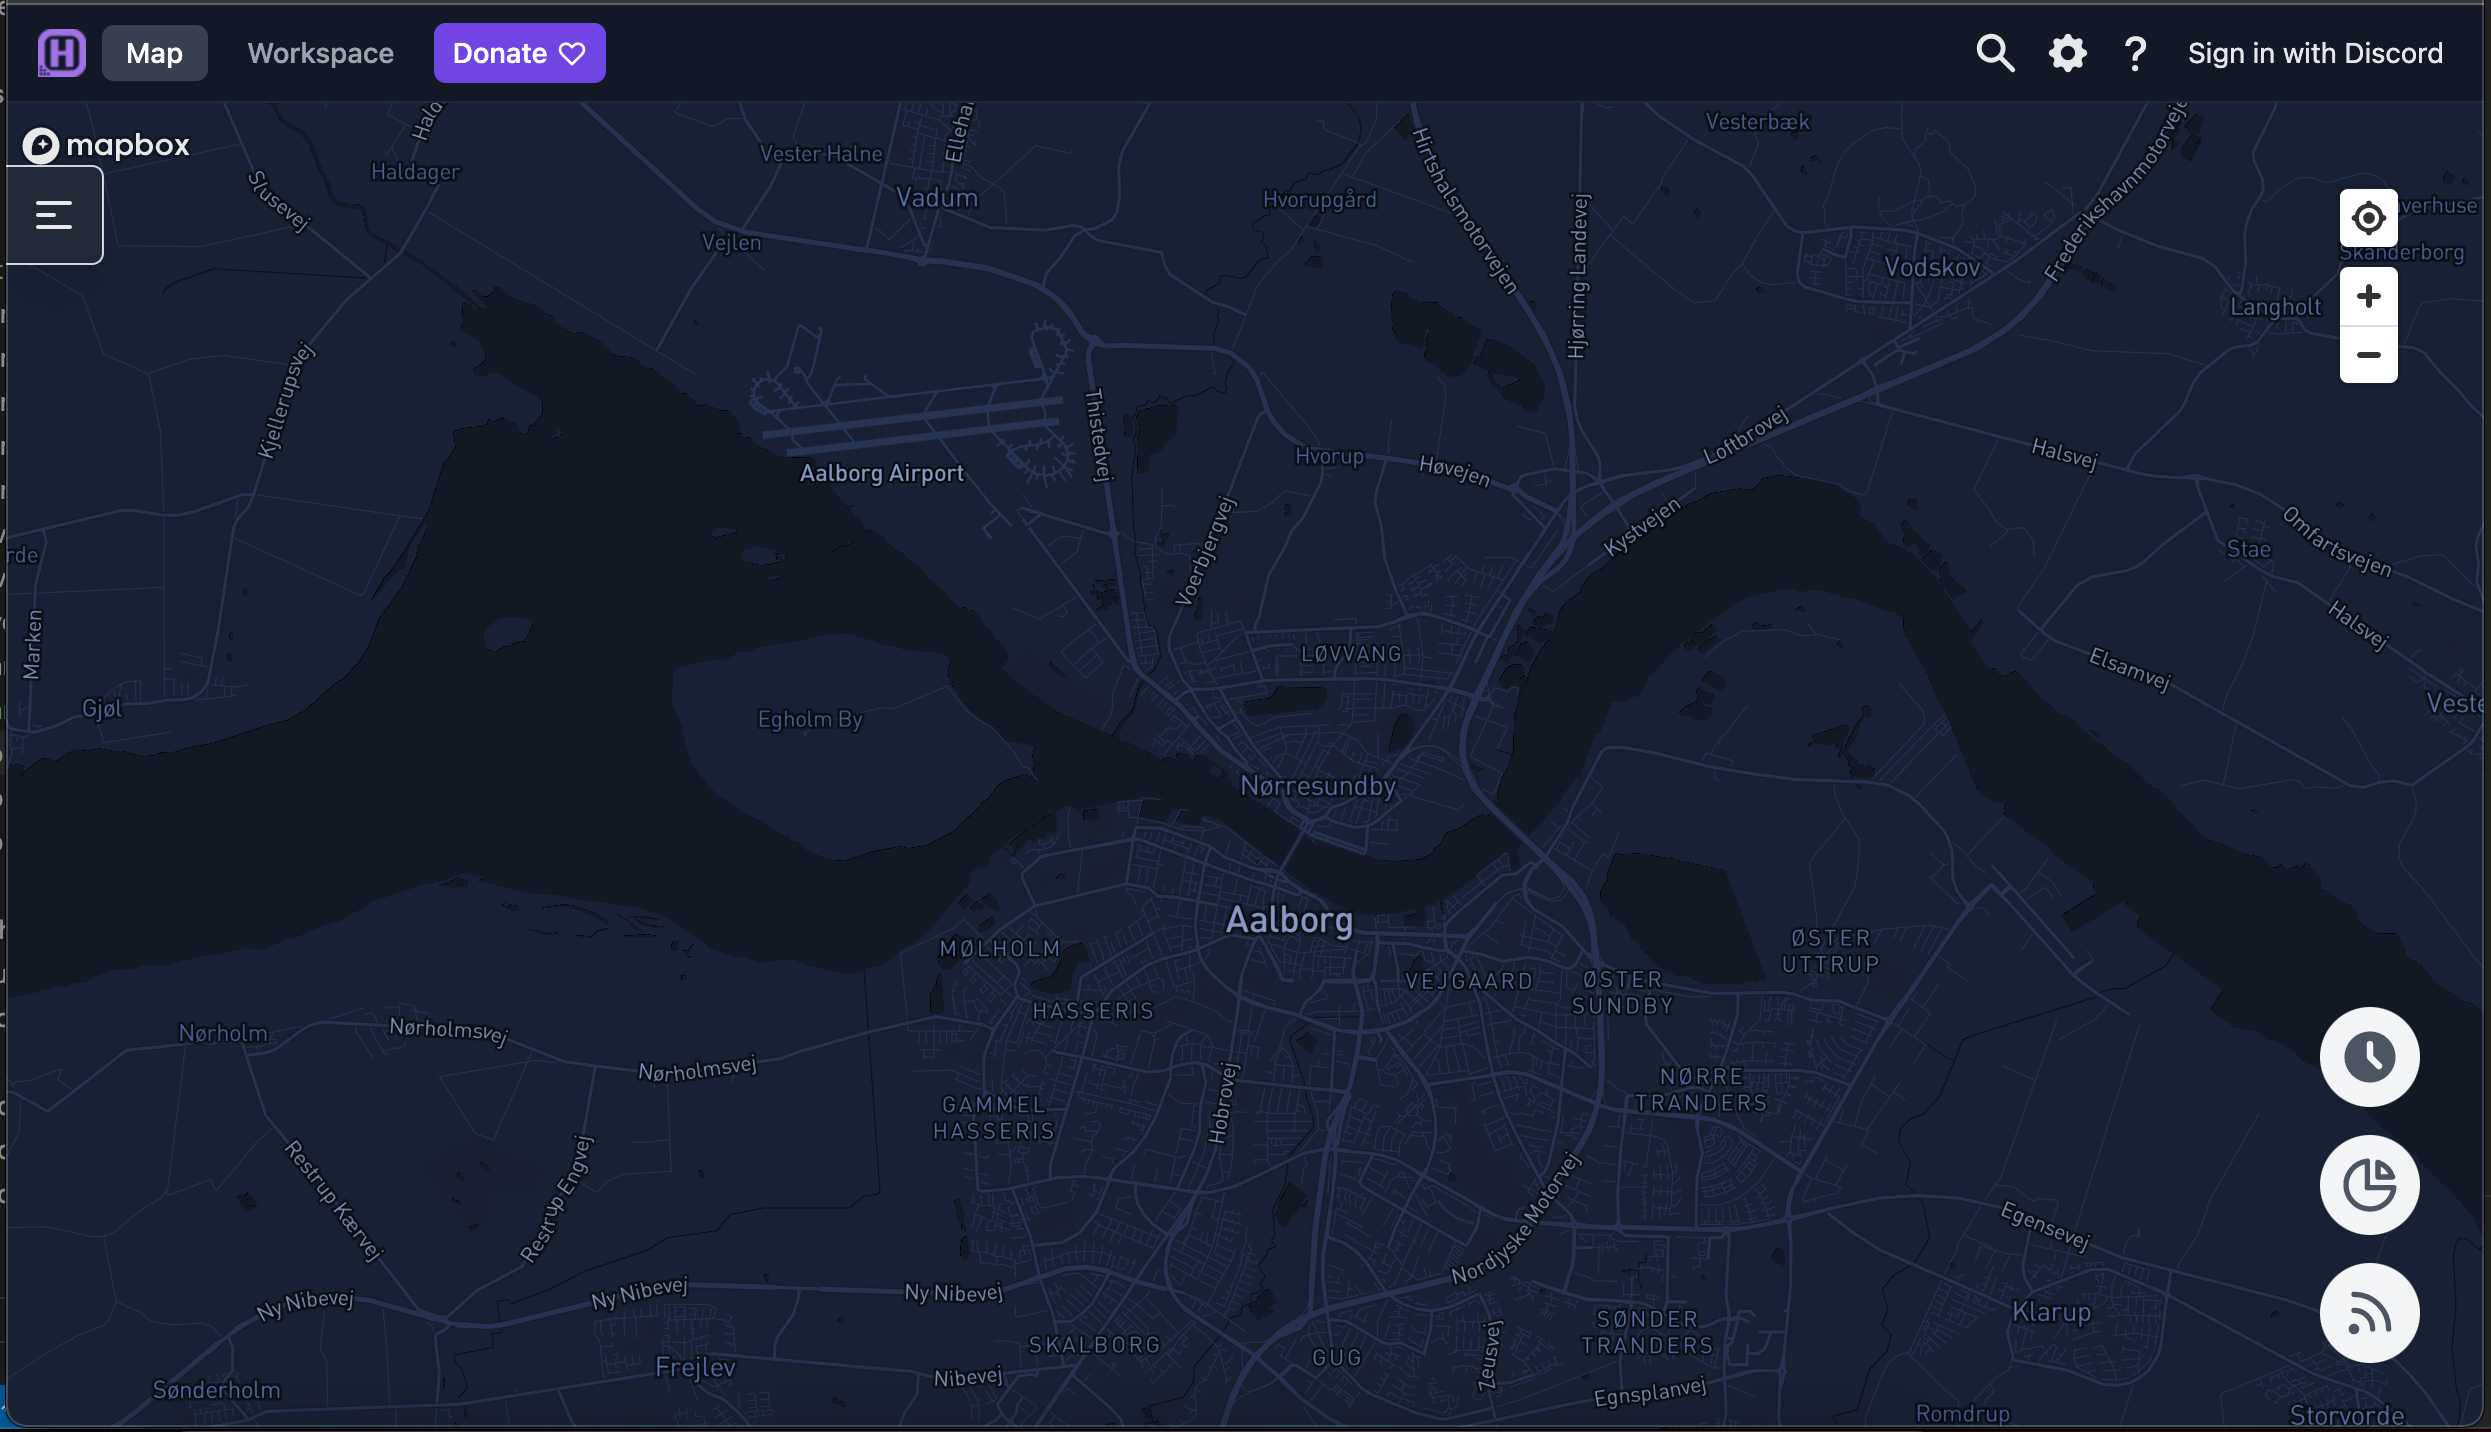 H
Map
Workspace
Donate
?
Sign in with Discord
mapbox
Vesterbæk
Vester Halne
Haldager
Vadum
Slusevej
Hvorupgård
Hirtshalsmotorvejen
Hjørring Landevej
Frederikshavnmotorveje
Vejlen
verhuse
Skanderborg
Vodskov
Langholt
+
−
Kjellerupsvej
Thistedvej
Aalborg Airport
Loftbrovej
Hvorup
Høvejen
Halsvej
Kystvejen
Omfartsvejen
Voerbjergvej
rde
Stae
Marken
Halsvej
LØVVANG
Elsamvej
Gjøl
Egholm By
Veste
Nørresundby
Aalborg
MØLHOLM
ØSTER
UTTRUP
VEJGAARD
ØSTER
SUNDBY
HASSERIS
Nørholm
Nørholmsvej
Nørholmsvej
NØRRE
TRANDERS
GAMMEL
HASSERIS
Hobrovej
Restrup Kærvej
Restrup Engvej
Nordjyske Motorvej
Egensevej
Ny Nibevej
Ny Nibevej
Ny Nibevej
Klarup
SØNDER
TRANDERS
SKALBORG
GUG
Zeusvej
Frejlev
Nibevej
Egnsplanvej
Sønderholm
Romdrup
Storvorde